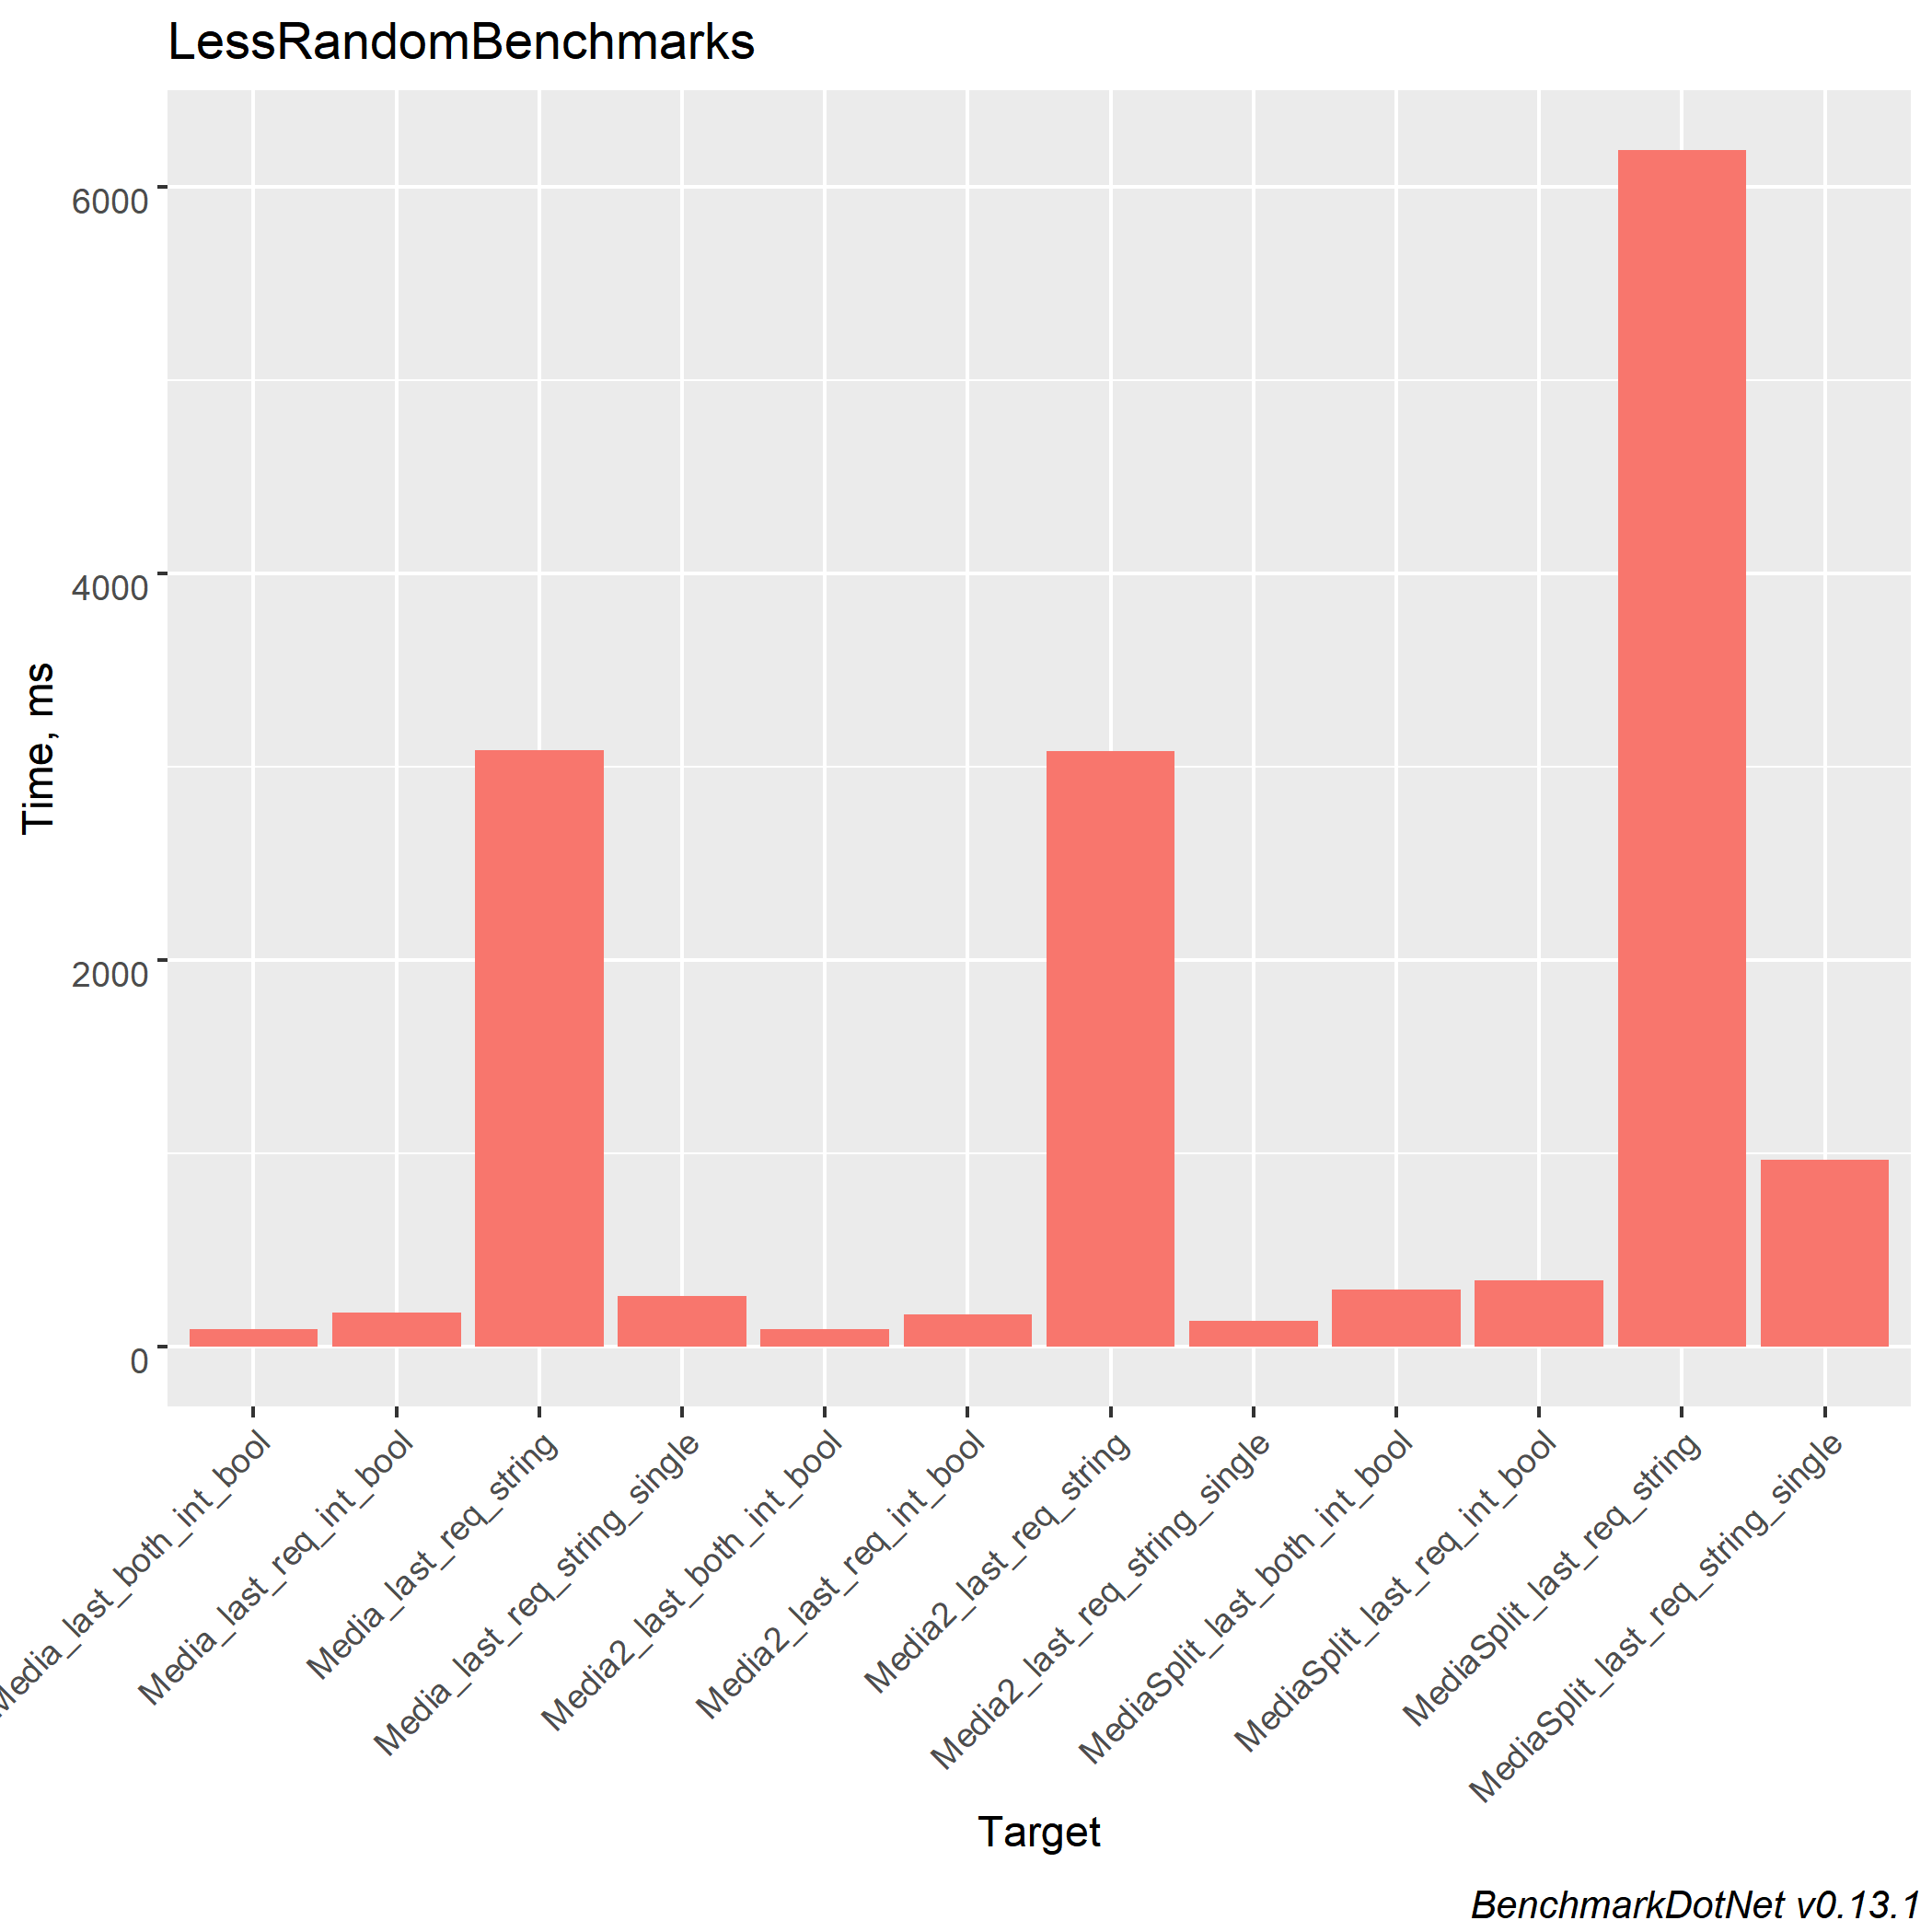 LessRandomBenchmarks
Time, ms
6000
4000
2000
0
Media_last_both_int_bool
Media_last_req_int_bool
Media_last_req_string
Media_last_req_string_single
Media2_last_both_int_bool
Media2_last_req_int_bool
Media2_last_req_string
Media2_last_req_string_single
MediaSplit_last_both_int_bool
MediaSplit_last_req_int_bool
MediaSplit_last_req_string
MediaSplit_last_req_string_single
Target
BenchmarkDotNet v0.13.1